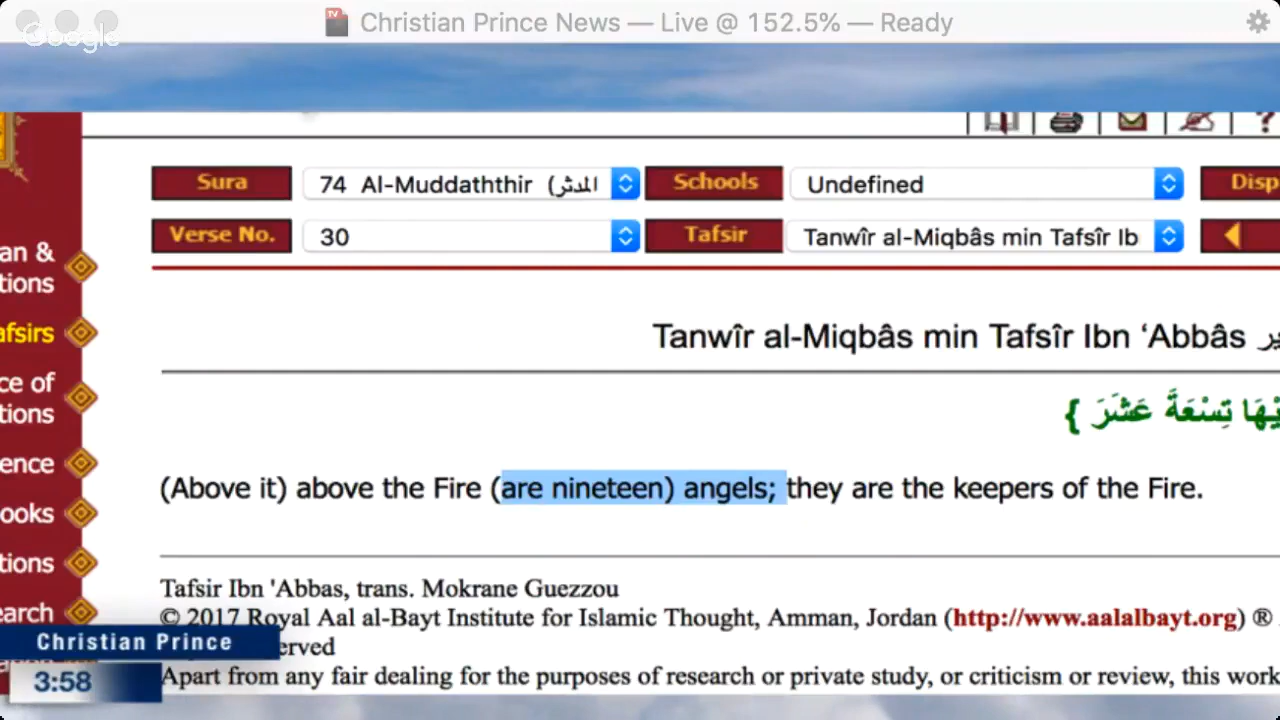 Christian Prince News — Live @ 152.5% — Ready
Google
Sura
74 Al-Muddaththir (المدثر
Schools
Undefined
Disp
Verse No.
30
Tafsir
Tanwîr al-Miqbâs min Tafsîr Ib
an &
tions
afsirs
ce of
tions
ence
ooks
tions
earch
Tanwîr al-Miqbâs min Tafsîr Ibn ‘Abbâs
تِسْعَةَ عَشَرَ }
(Above it) above the Fire (are nineteen) angels; they are the keepers of the Fire.
Tafsir Ibn 'Abbas, trans. Mokrane Guezzou
© 2017 Royal Aal al-Bayt Institute for Islamic Thought, Amman, Jordan (http://www.aalalbayt.org) ®
erved
Apart from any fair dealing for the purposes of research or private study, or criticism or review, this work
Christian Prince
3:58